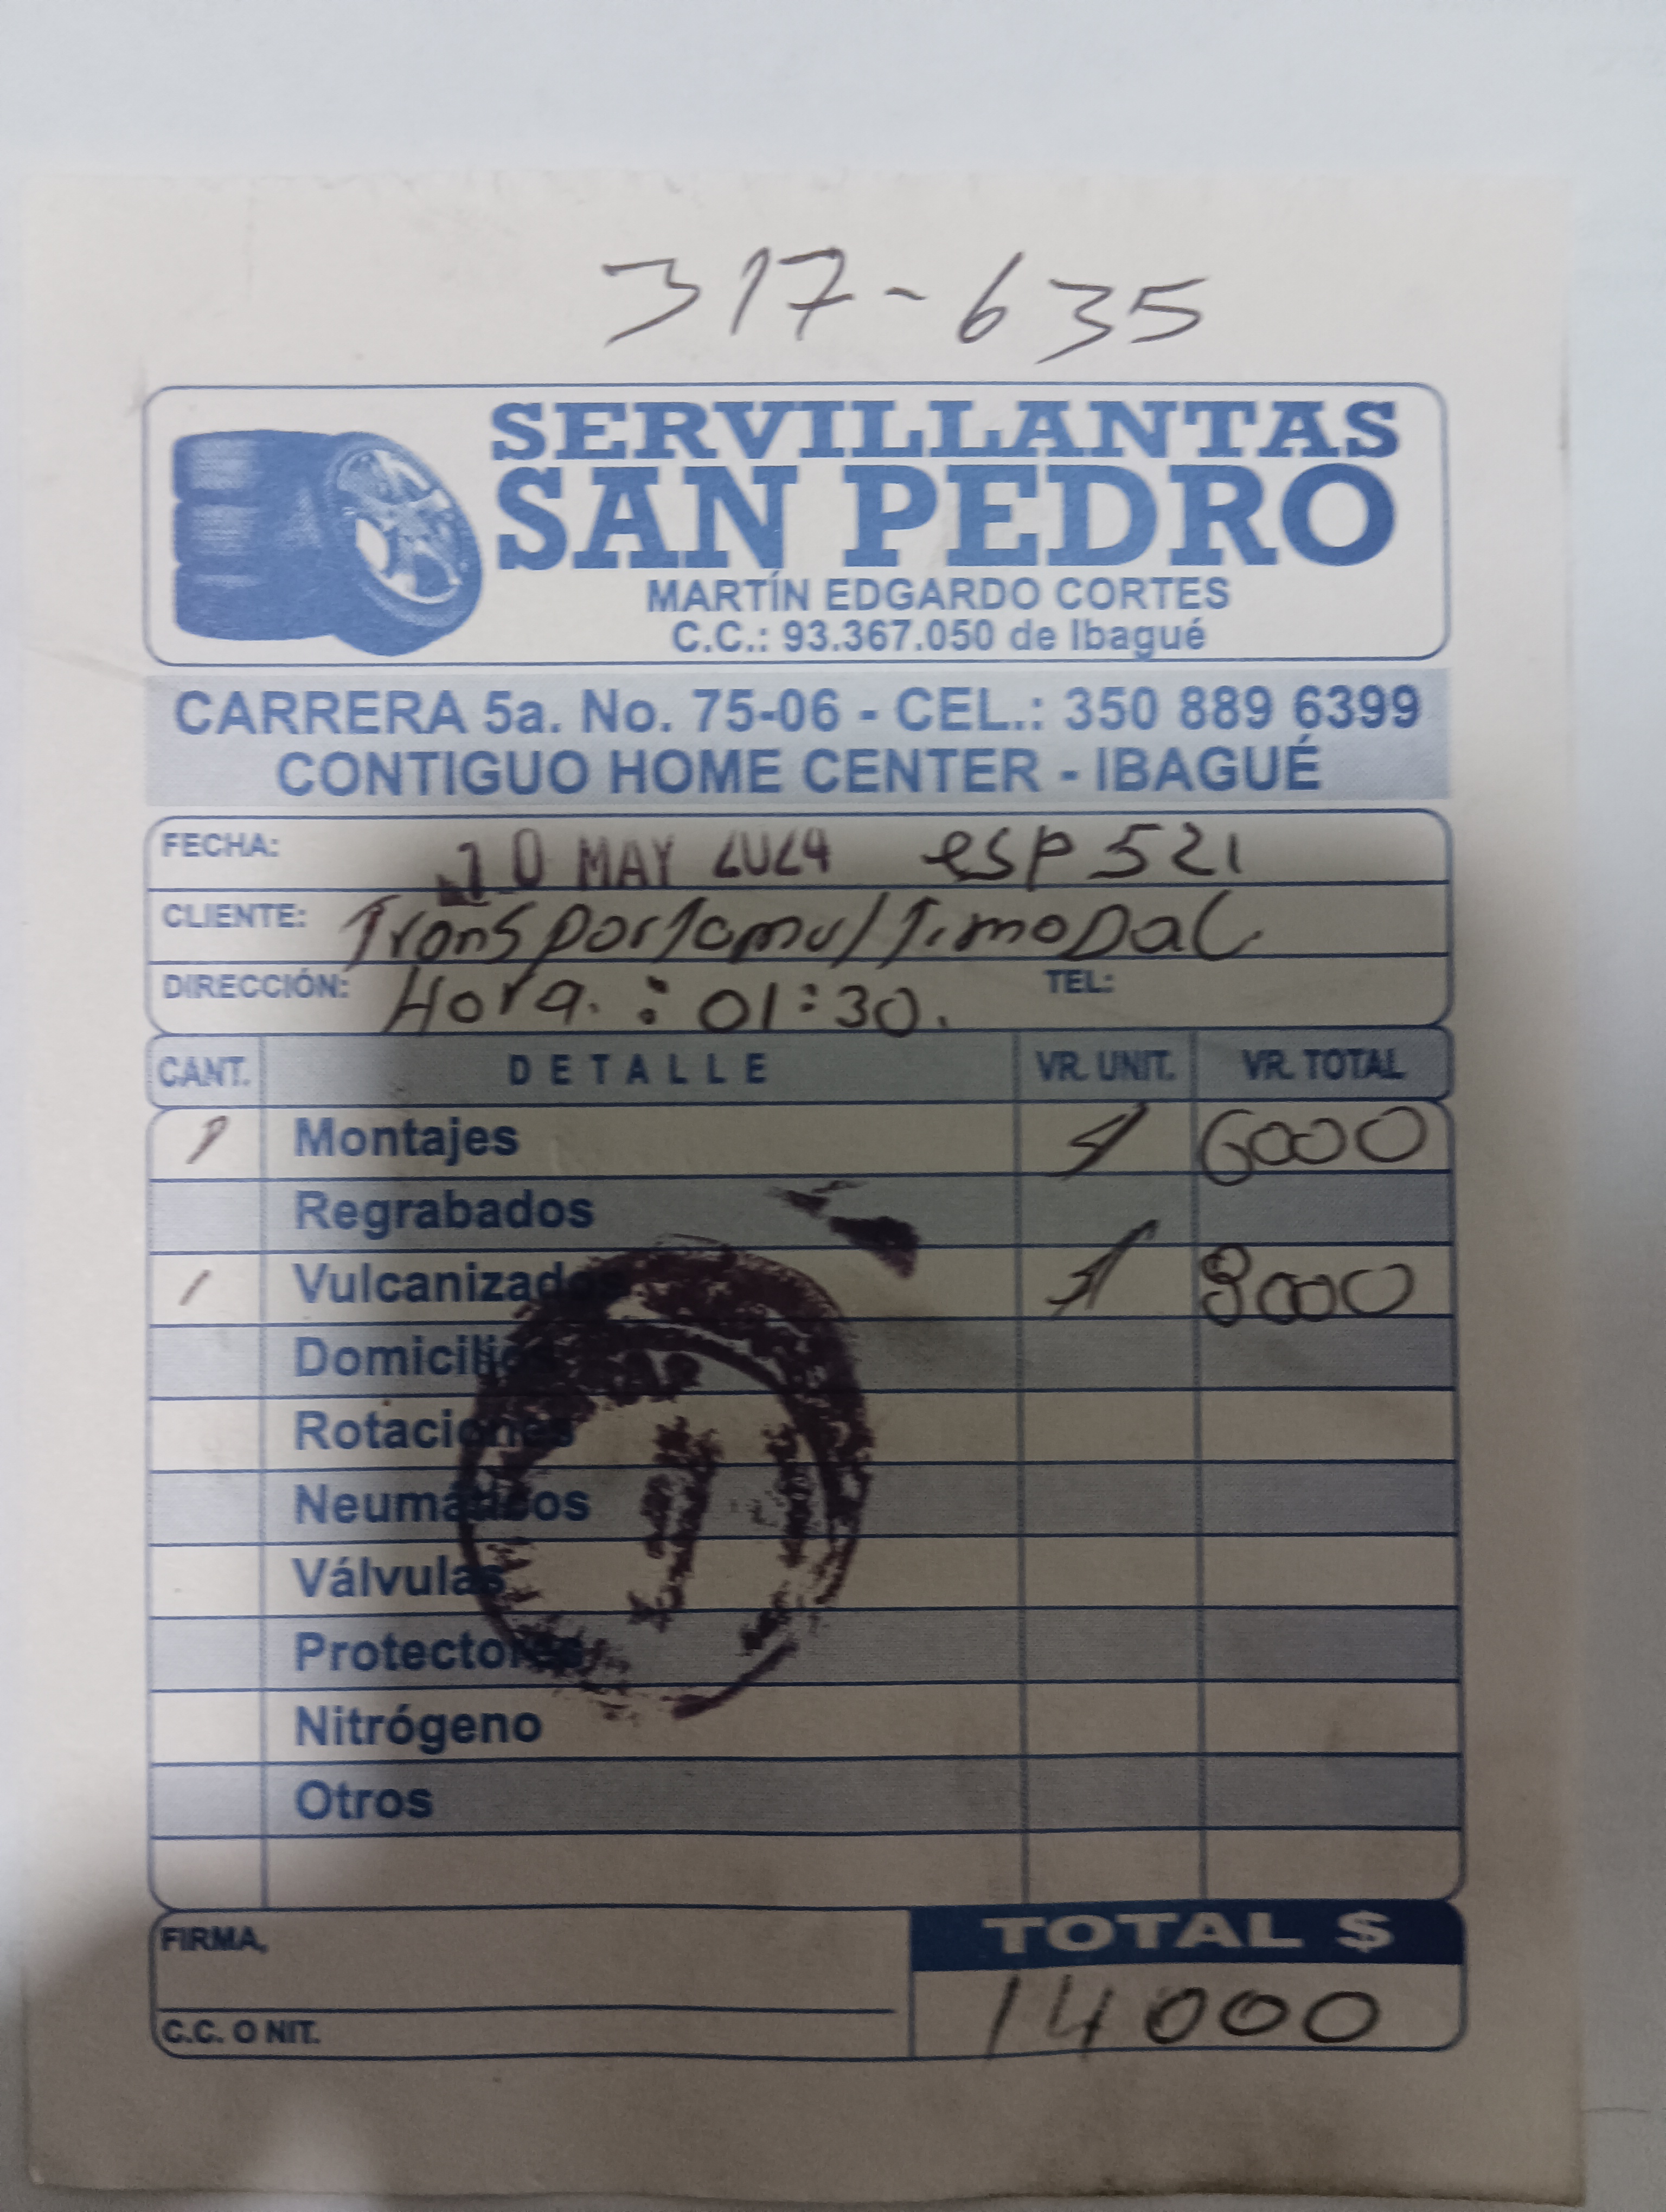 317-635
SERVILLANTAS
SAN PEDRO
MARTÍN EDGARDO CORTES
C.C.: 93.367.050 de Ibagué
CARRERA 5a. No. 75-06 - CEL.: 350 889 6399
CONTIGUO HOME CENTER - IBAGUÉ
FECHA: 10 MAY 2024 esp 521
CLIENTE: Transportamultimodal
DIRECCIÓN: Hora. : 01:30. TEL:
CANT. DETALLE VR. UNIT. VR. TOTAL
1 Montajes 6000
Regrabados
1 Vulcanizados 8000
Domicilios
Rotaciones
Neumáticos
Válvulas
Protectores
Nitrógeno
Otros
FIRMA,
TOTAL $
14000
C.C. O NIT.